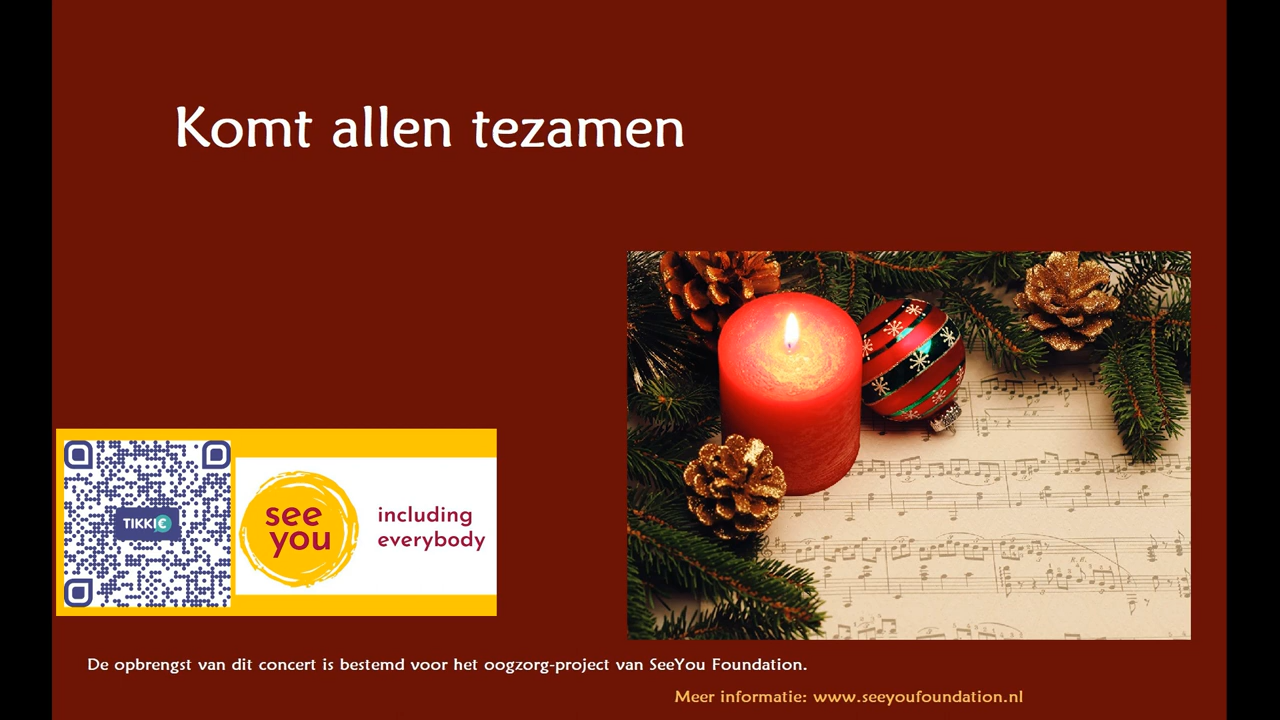 Komt allen tezamen
TIKKIE
see
you
including
everybody
De opbrengst van dit concert is bestemd voor het oogzorg-project van SeeYou Foundation.
Meer informatie: www.seeyoufoundation.nl